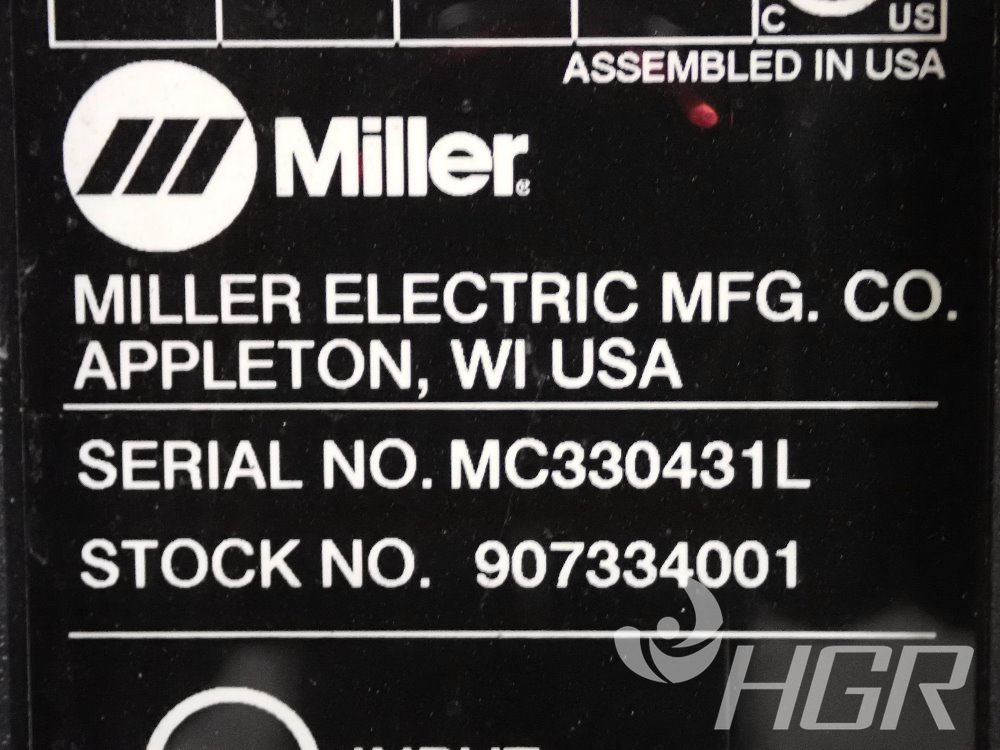 C US
ASSEMBLED IN USA
Miller®
MILLER ELECTRIC MFG. CO.
APPLETON, WI USA
SERIAL NO. MC330431L
STOCK NO. 907334001
HGR
INPUT